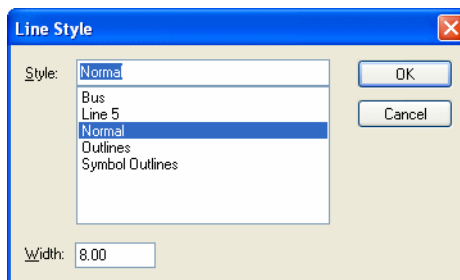 Line Style
Style: Normal
OK
Bus
Line 5
Normal
Outlines
Symbol Outlines
Cancel
Width: 8.00